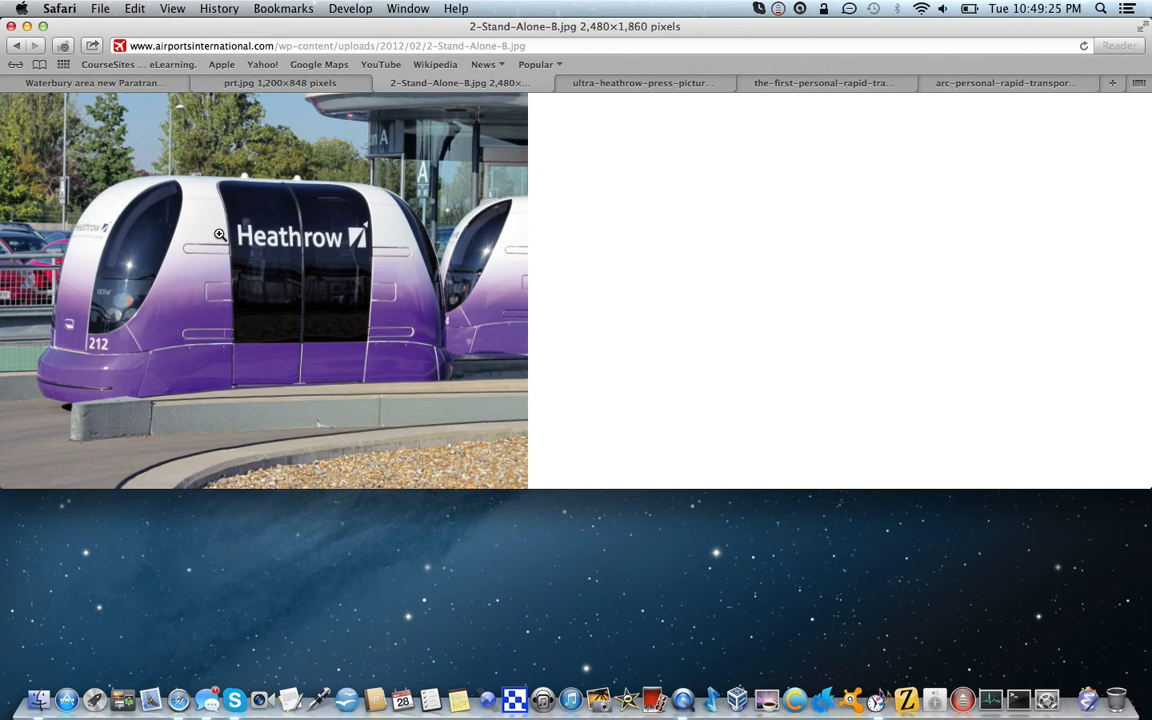 Safari File Edit View History Bookmarks Develop Window Help Tue 10:49:25 PM
2-Stand-Alone-B.jpg 2,480×1,860 pixels
www.airportsinternational.com/wp-content/uploads/2012/02/2-Stand-Alone-B.jpg Reader
CourseSites ... eLearning. Apple Yahoo! Google Maps YouTube Wikipedia News Popular
Waterbury area new Paratran... prt.jpg 1,200×848 pixels 2-Stand-Alone-B.jpg 2,480×... ultra-heathrow-press-pictur... the-first-personal-rapid-tra... arc-personal-rapid-transpor...
A
A
Heathrow
Heathrow
212
28